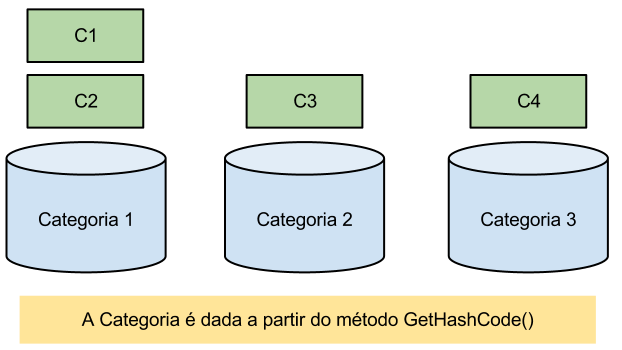 C1
C2
C3
C4
Categoria 1
Categoria 2
Categoria 3
A Categoria é dada a partir do método GetHashCode()